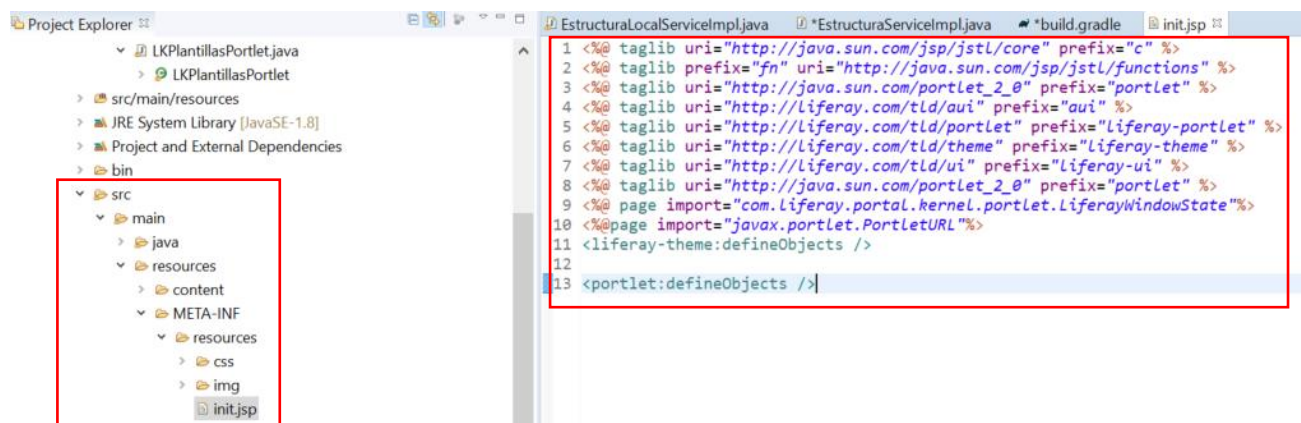 Project Explorer
LKPlantillasPortlet.java
LKPlantillasPortlet
src/main/resources
JRE System Library [JavaSE-1.8]
Project and External Dependencies
bin
src
main
java
resources
content
META-INF
resources
css
img
init.jsp
EstructuraLocalServiceImpl.java *EstructuraServiceImpl.java *build.gradle init.jsp
1 <%@ taglib uri="http://java.sun.com/jsp/jstl/core" prefix="c" %>
2 <%@ taglib prefix="fn" uri="http://java.sun.com/jsp/jstl/functions" %>
3 <%@ taglib uri="http://java.sun.com/portlet_2_0" prefix="portlet" %>
4 <%@ taglib uri="http://liferay.com/tld/aui" prefix="aui" %>
5 <%@ taglib uri="http://liferay.com/tld/portlet" prefix="liferay-portlet" %>
6 <%@ taglib uri="http://liferay.com/tld/theme" prefix="liferay-theme" %>
7 <%@ taglib uri="http://liferay.com/tld/ui" prefix="liferay-ui" %>
8 <%@ taglib uri="http://java.sun.com/portlet_2_0" prefix="portlet" %>
9 <%@ page import="com.liferay.portal.kernel.portlet.LiferayWindowState"%>
10 <%@page import="javax.portlet.PortletURL"%>
11 <liferay-theme:defineObjects />
12
13 <portlet:defineObjects />